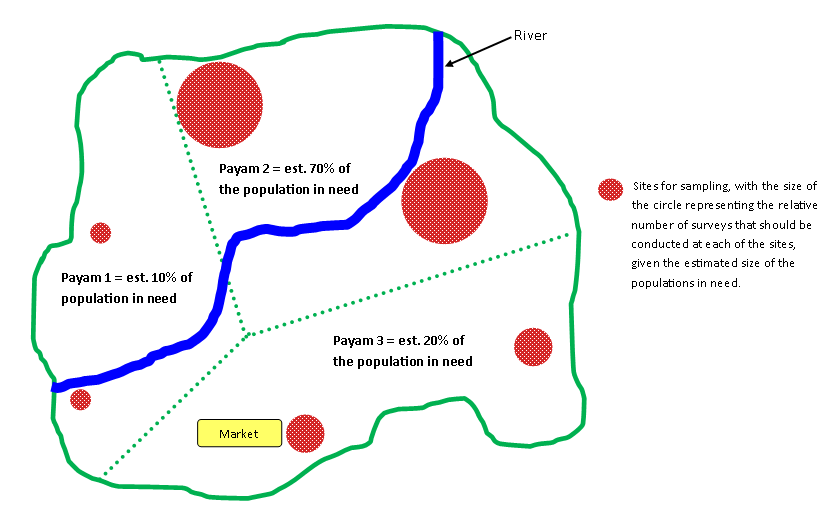 River
Payam 2 = est. 70% of
the population in need
Sites for sampling, with the size of
the circle representing the relative
number of surveys that should be
conducted at each of the sites,
given the estimated size of the
populations in need.
Payam 1 = est. 10% of
population in need
Payam 3 = est. 20% of
the population in need
Market